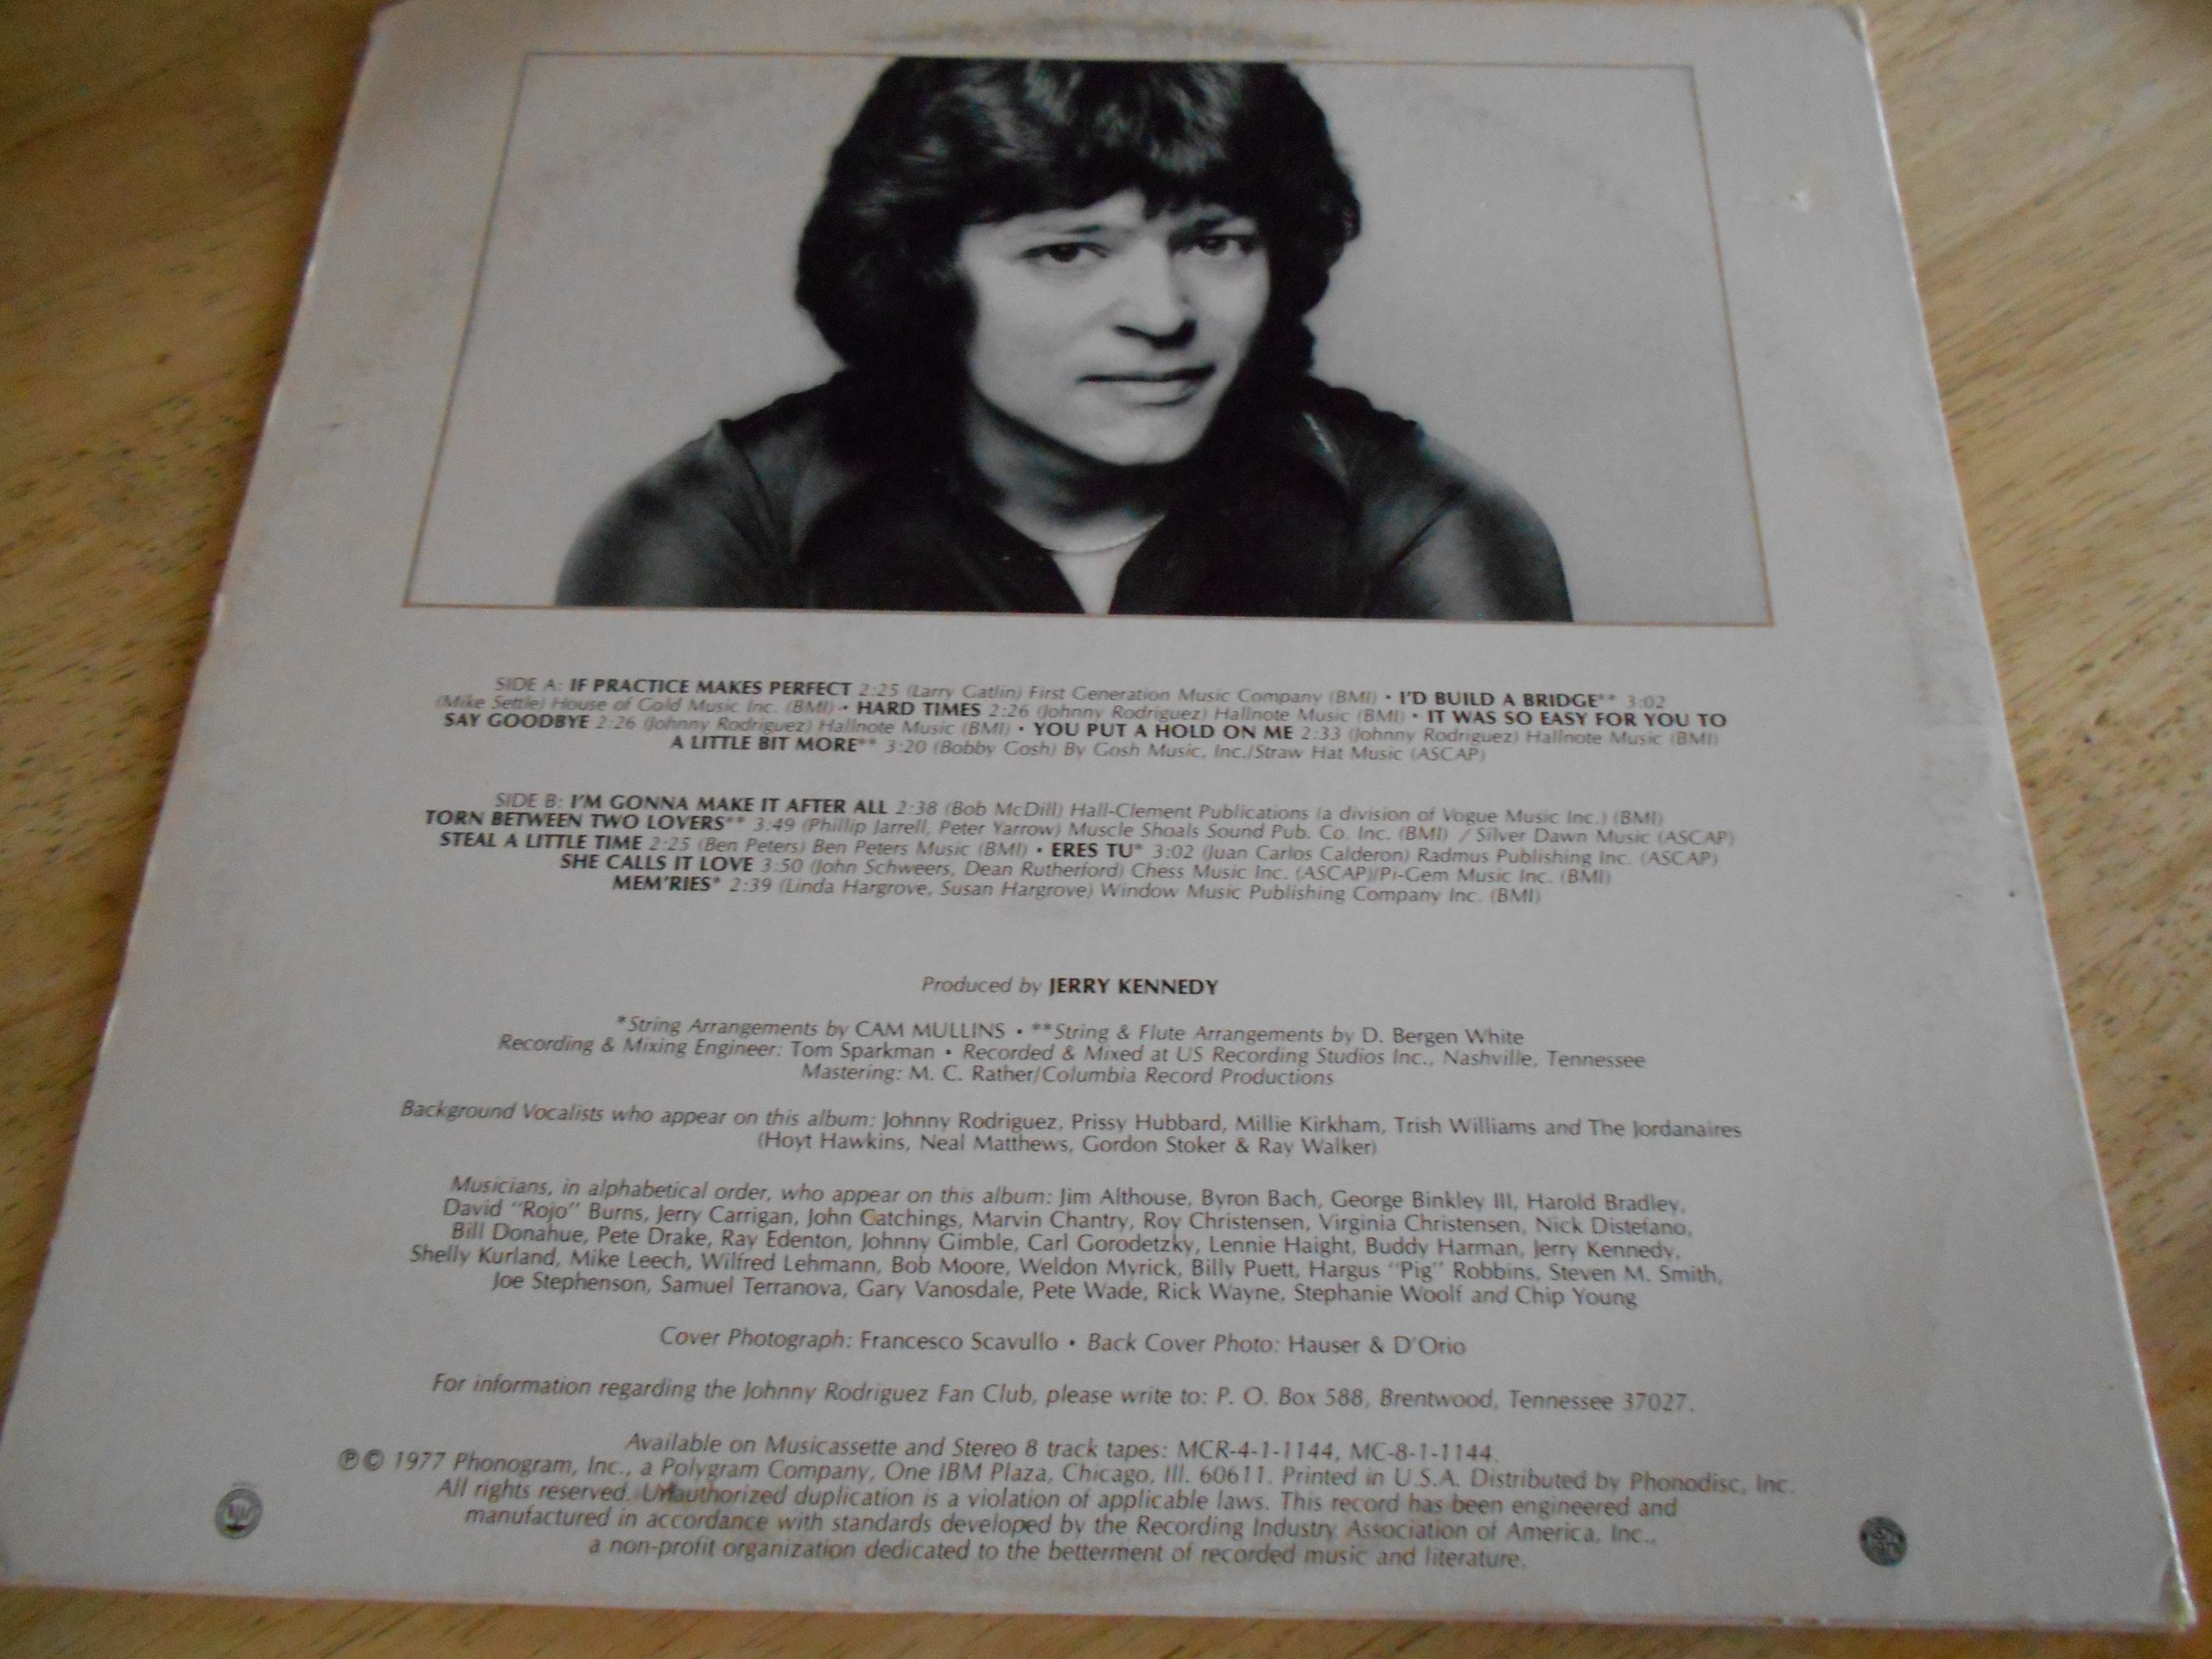 SIDE A: IF PRACTICE MAKES PERFECT 2:25 (Larry Gatlin) First Generation Music Company (BMI) • I'D BUILD A BRIDGE** 3:02
(Mike Settle) House of Gold Music Inc. (BMI) • HARD TIMES 2:26 (Johnny Rodriguez) Hallnote Music (BMI) • IT WAS SO EASY FOR YOU TO
SAY GOODBYE 2:26 (Johnny Rodriguez) Hallnote Music (BMI) • YOU PUT A HOLD ON ME 2:33 (Johnny Rodriguez) Hallnote Music (BMI)
A LITTLE BIT MORE** 3:20 (Bobby Gosh) By Gosh Music, Inc./Straw Hat Music (ASCAP)
SIDE B: I'M GONNA MAKE IT AFTER ALL 2:38 (Bob McDill) Hall-Clement Publications (a division of Vogue Music Inc.) (BMI)
TORN BETWEEN TWO LOVERS** 3:49 (Phillip Jarrell, Peter Yarrow) Muscle Shoals Sound Pub. Co. Inc. (BMI) / Silver Dawn Music (ASCAP)
STEAL A LITTLE TIME 2:25 (Ben Peters) Ben Peters Music (BMI) • ERES TU* 3:02 (Juan Carlos Calderon) Radmus Publishing Inc. (ASCAP)
SHE CALLS IT LOVE 3:50 (John Schweers, Dean Rutherford) Chess Music Inc. (ASCAP)/Pi-Gem Music Inc. (BMI)
MEM'RIES* 2:39 (Linda Hargrove, Susan Hargrove) Window Music Publishing Company Inc. (BMI)
Produced by JERRY KENNEDY
*String Arrangements by CAM MULLINS • **String & Flute Arrangements by D. Bergen White
Recording & Mixing Engineer: Tom Sparkman • Recorded & Mixed at US Recording Studios Inc., Nashville, Tennessee
Mastering: M. C. Rather/Columbia Record Productions
Background Vocalists who appear on this album: Johnny Rodriguez, Prissy Hubbard, Millie Kirkham, Trish Williams and The Jordanaires
(Hoyt Hawkins, Neal Matthews, Gordon Stoker & Ray Walker)
Musicians, in alphabetical order, who appear on this album: Jim Althouse, Byron Bach, George Binkley III, Harold Bradley,
David "Rojo" Burns, Jerry Carrigan, John Catchings, Marvin Chantry, Roy Christensen, Virginia Christensen, Nick Distefano,
Bill Donahue, Pete Drake, Ray Edenton, Johnny Gimble, Carl Gorodetzky, Lennie Haight, Buddy Harman, Jerry Kennedy,
Shelly Kurland, Mike Leech, Wilfred Lehmann, Bob Moore, Weldon Myrick, Billy Puett, Hargus "Pig" Robbins, Steven M. Smith,
Joe Stephenson, Samuel Terranova, Gary Vanosdale, Pete Wade, Rick Wayne, Stephanie Woolf and Chip Young
Cover Photograph: Francesco Scavullo • Back Cover Photo: Hauser & D'Orio
For information regarding the Johnny Rodriguez Fan Club, please write to: P. O. Box 588, Brentwood, Tennessee 37027.
Available on Musicassette and Stereo 8 track tapes: MCR-4-1-1144, MC-8-1-1144.
℗© 1977 Phonogram, Inc., a Polygram Company, One IBM Plaza, Chicago, Ill. 60611. Printed in U.S.A. Distributed by Phonodisc, Inc.
All rights reserved. Unauthorized duplication is a violation of applicable laws. This record has been engineered and
manufactured in accordance with standards developed by the Recording Industry Association of America, Inc.,
a non-profit organization dedicated to the betterment of recorded music and literature.